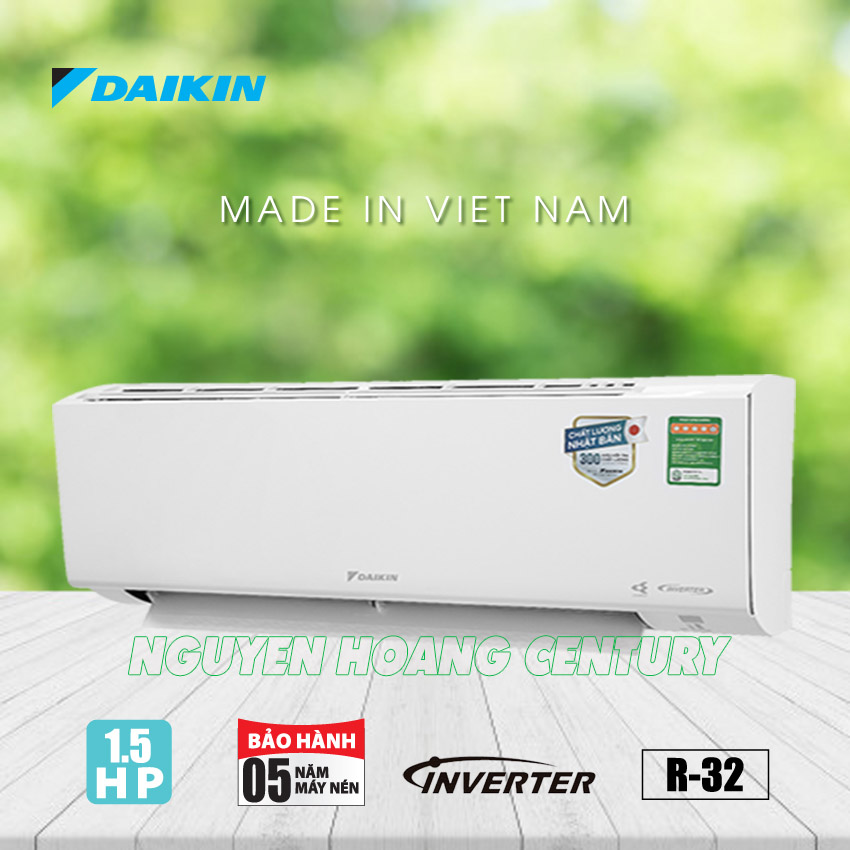 DAIKIN
MADE IN VIET NAM
CHẤT LƯỢNG
NHẬT BẢN
300
DAIKIN
INVERTER
NGUYEN HOANG CENTURY
1.5
HP
BẢO HÀNH
05 NĂM
MÁY NÉN
INVERTER
R-32